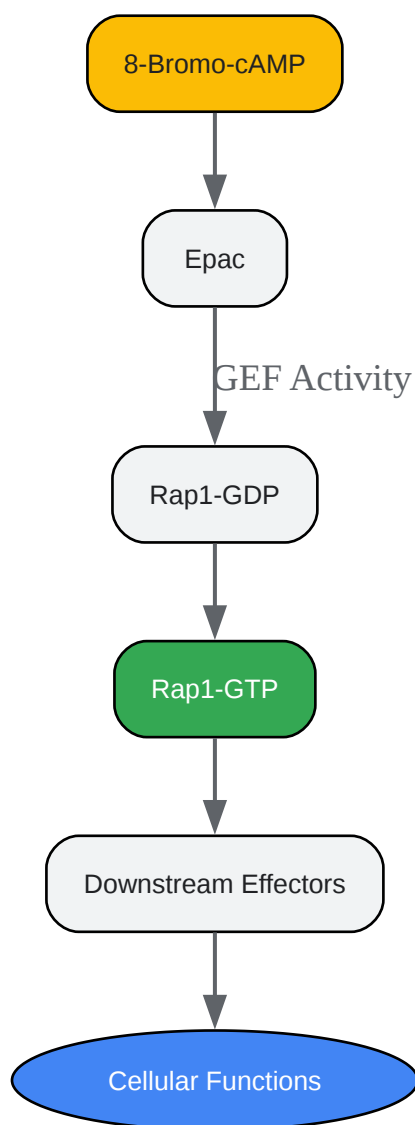 8-Bromo-cAMP
Epac
GEF Activity
Rap1-GDP
Rap1-GTP
Downstream Effectors
Cellular Functions